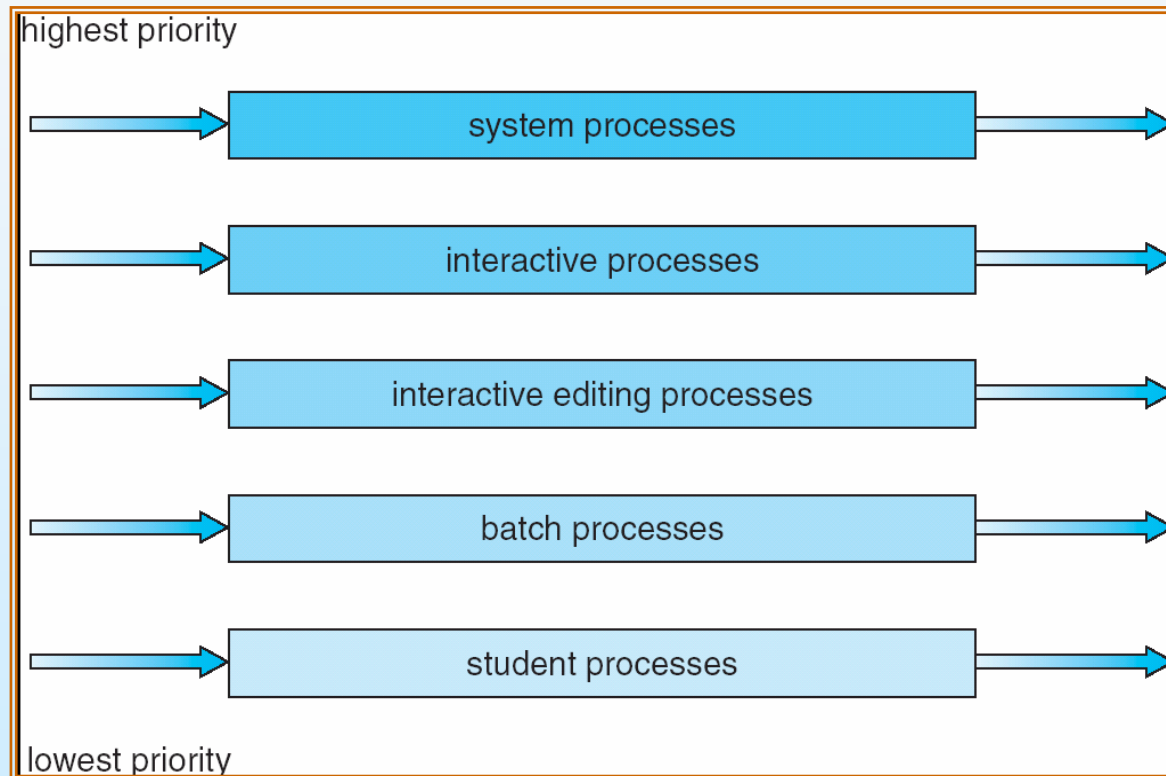 highest priority
system processes
interactive processes
interactive editing processes
batch processes
student processes
lowest priority